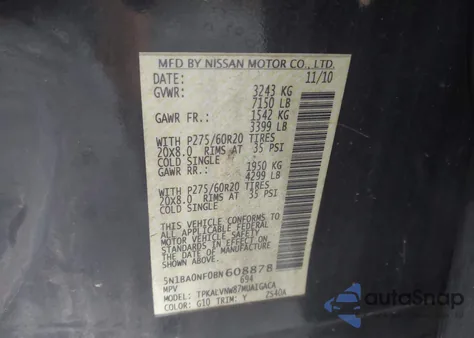 MFD BY NISSAN MOTOR CO., LTD.
DATE: 11/10
GVWR: 3243 KG
7150 LB
GAWR FR.: 1542 KG
3399 LB
WITH P275/60R20 TIRES
20X8.0 RIMS AT 35 PSI
COLD SINGLE
GAWR RR.: 1950 KG
4299 LB
WITH P275/60R20 TIRES
20X8.0 RIMS AT 35 PSI
COLD SINGLE
THIS VEHICLE CONFORMS TO
ALL APPLICABLE U.S. FEDERAL
MOTOR VEHICLE SAFETY
STANDARDS IN EFFECT ON
THE DATE OF MANUFACTURE
SHOWN ABOVE.
5N1BA0NF0BN608878
MPV 694
MODEL: TPKALVNW87MUAIGACA
COLOR: G10 TRIM: Y 2540A
AutoSnap